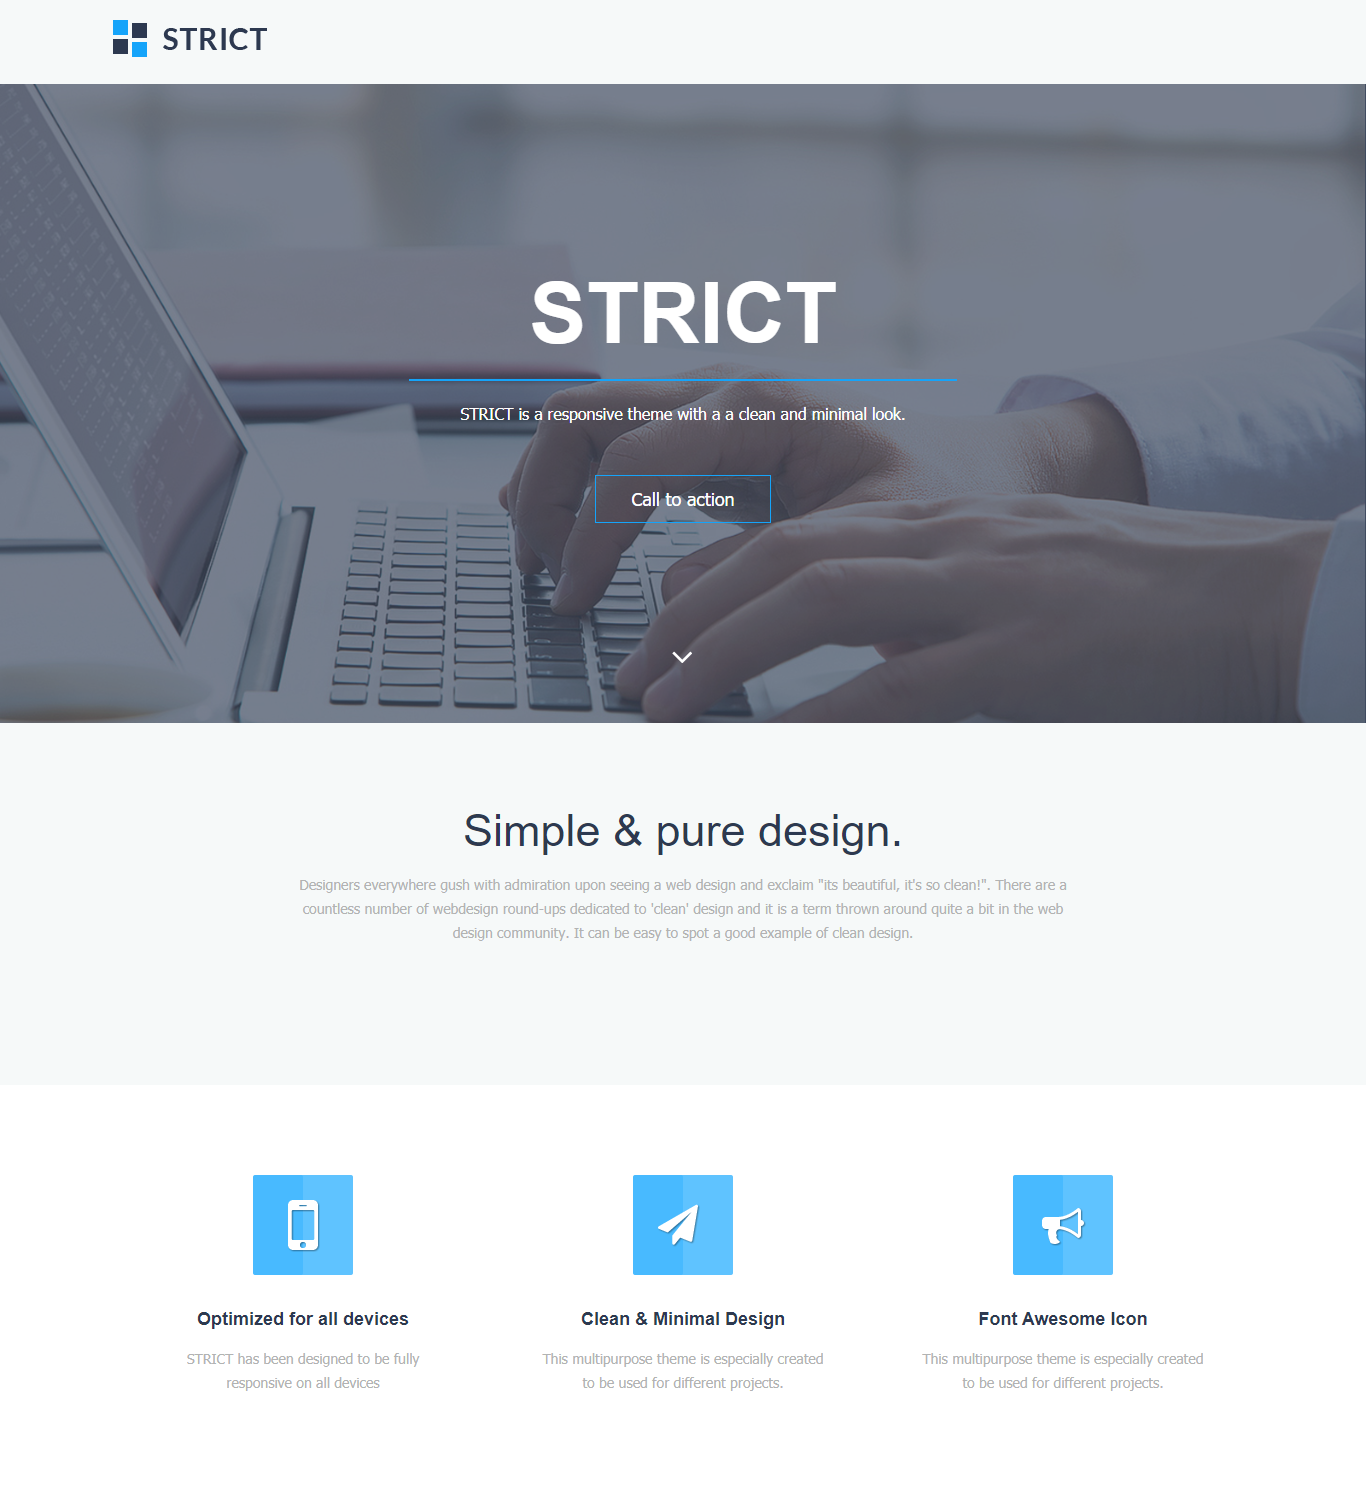 STRICT
STRICT
STRICT is a responsive theme with a a clean and minimal look.
Call to action
Simple & pure design.
Designers everywhere gush with admiration upon seeing a web design and exclaim "its beautiful, it's so clean!". There are a
countless number of webdesign round-ups dedicated to 'clean' design and it is a term thrown around quite a bit in the web
design community. It can be easy to spot a good example of clean design.
Optimized for all devices
STRICT has been designed to be fully
responsive on all devices
Clean & Minimal Design
This multipurpose theme is especially created
to be used for different projects.
Font Awesome Icon
This multipurpose theme is especially created
to be used for different projects.